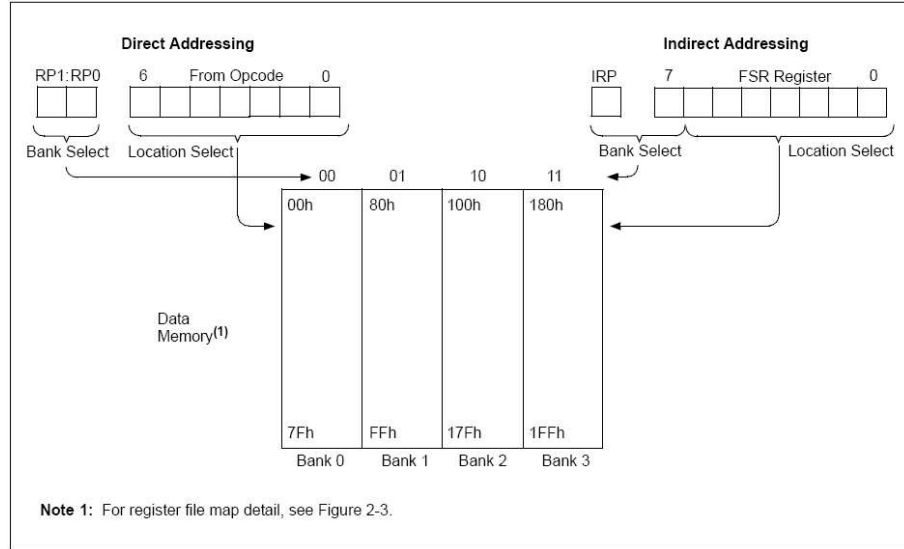 Direct Addressing
Indirect Addressing
RP1:RP0 6 From Opcode 0
IRP 7 FSR Register 0
Bank Select Location Select
Bank Select Location Select
00 01 10 11
00h 80h 100h 180h
Data
Memory(1)
7Fh FFh 17Fh 1FFh
Bank 0 Bank 1 Bank 2 Bank 3
Note 1: For register file map detail, see Figure 2-3.